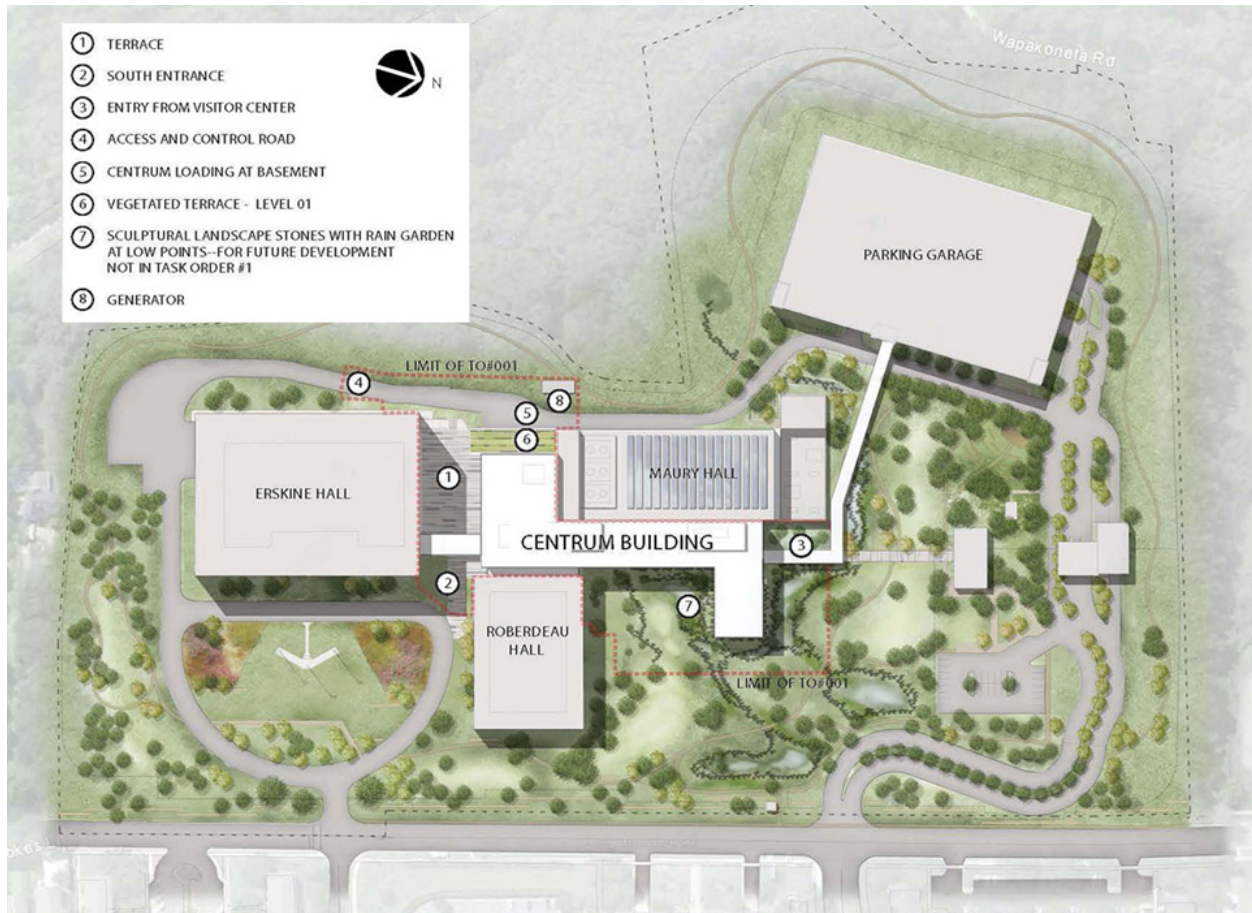 1 TERRACE
2 SOUTH ENTRANCE
3 ENTRY FROM VISITOR CENTER
4 ACCESS AND CONTROL ROAD
5 CENTRUM LOADING AT BASEMENT
6 VEGETATED TERRACE - LEVEL 01
7 SCULPTURAL LANDSCAPE STONES WITH RAIN GARDEN
AT LOW POINTS--FOR FUTURE DEVELOPMENT
NOT IN TASK ORDER #1
8 GENERATOR
N
Wapakoneta Rd
PARKING GARAGE
LIMIT OF TO#001
4
8
5
6
1
MAURY HALL
ERSKINE HALL
CENTRUM BUILDING
3
2
7
ROBERDEAU
HALL
LIMIT OF TO#001
okes